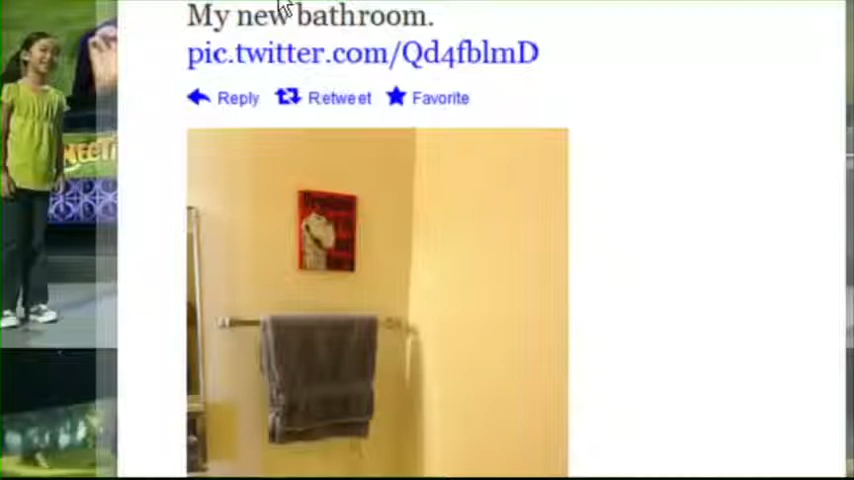 My new bathroom.
pic.twitter.com/Qd4fblmD
Reply Retweet Favorite